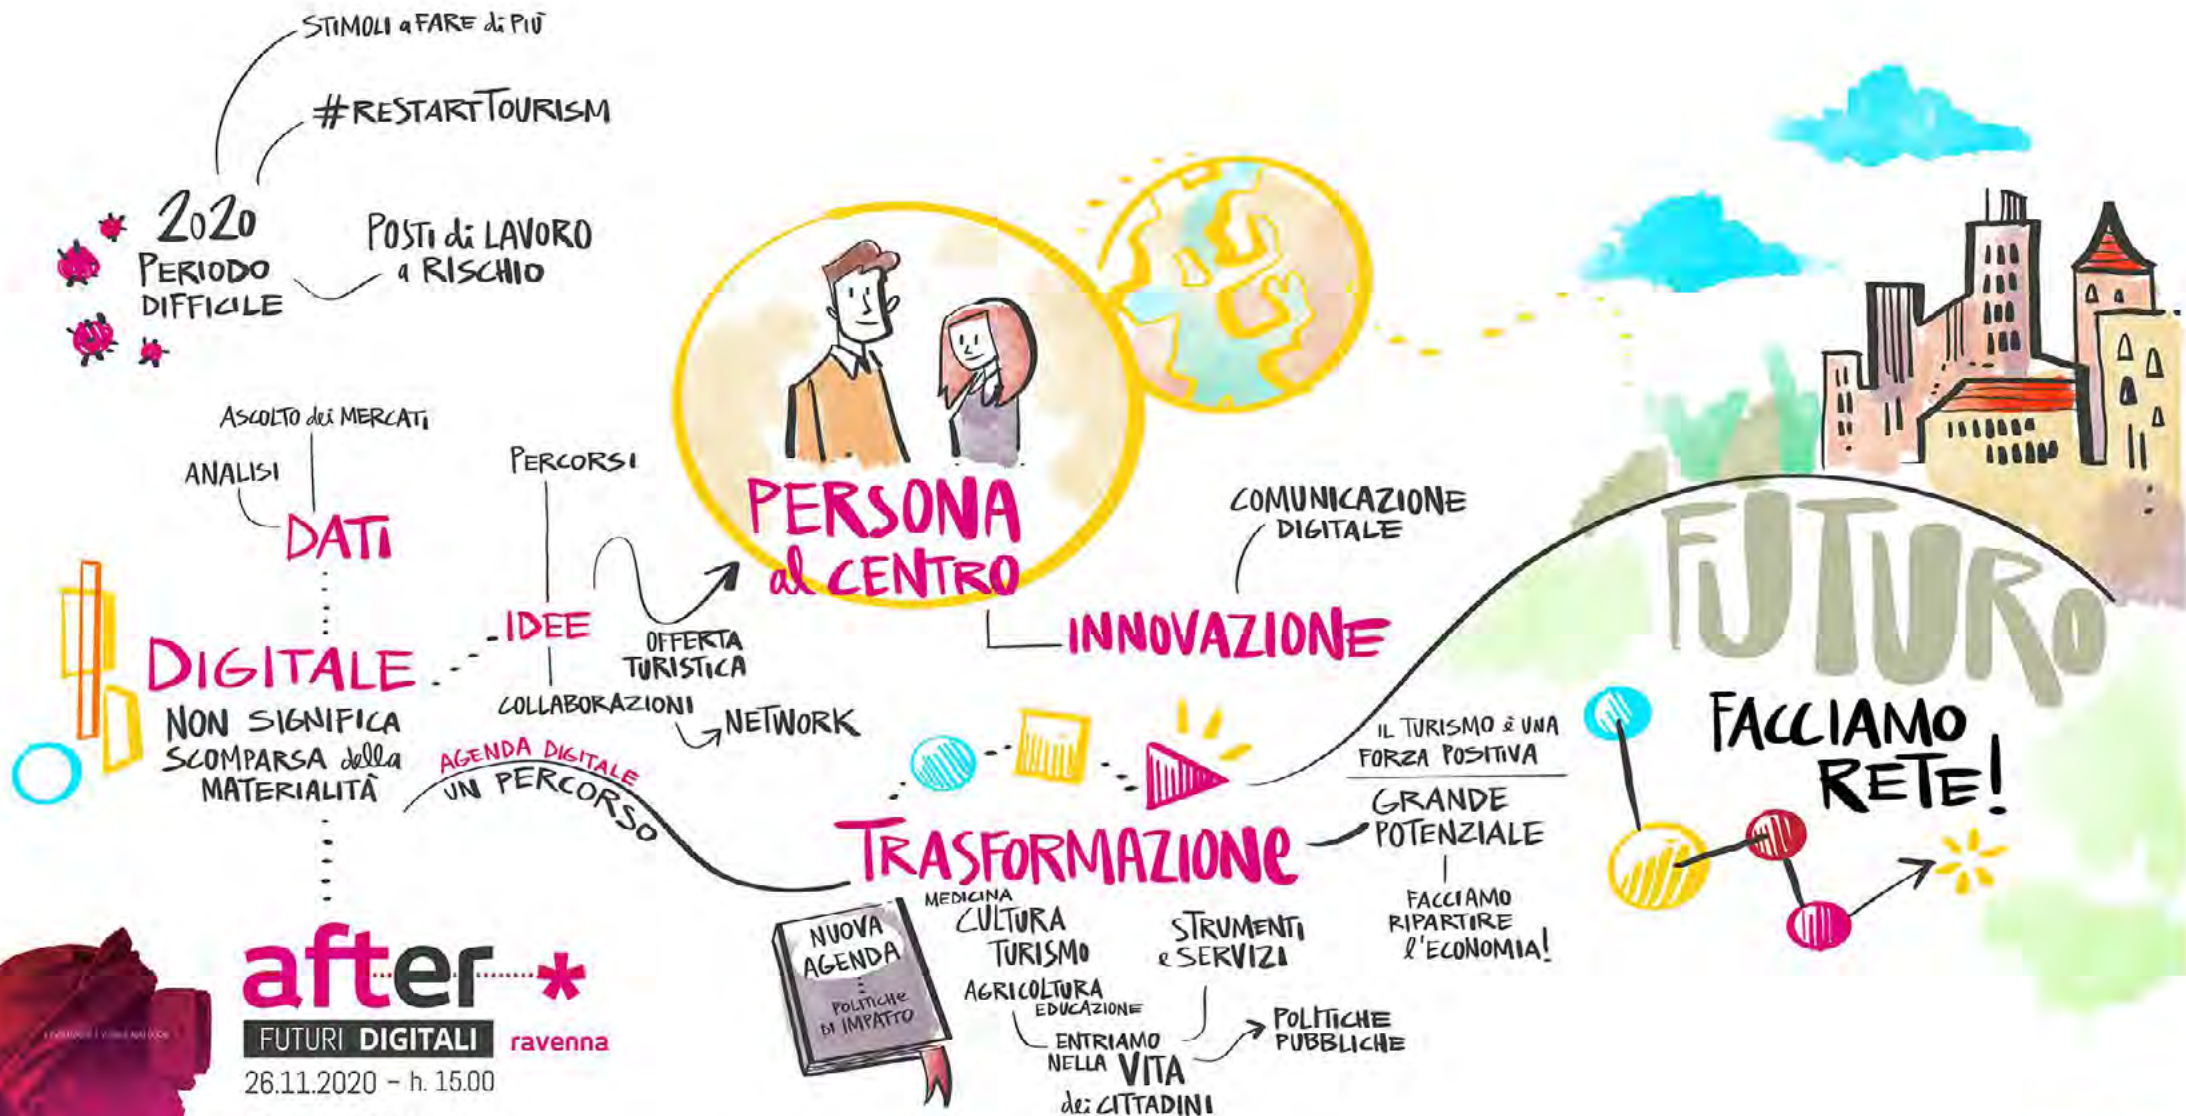 STIMOLI a FARE di PIÙ
#RESTARTTOURISM
2020
PERIODO
DIFFICILE
POSTI di LAVORO
a RISCHIO
ASCOLTO dei MERCATI
ANALISI
DATI
DIGITALE
NON SIGNIFICA
SCOMPARSA della
MATERIALITÀ
PERCORSI
IDEE
OFFERTA
TURISTICA
COLLABORAZIONI
NETWORK
AGENDA DIGITALE
UN PERCORSO
PERSONA
al CENTRO
COMUNICAZIONE
DIGITALE
INNOVAZIONE
TRASFORMAZIONE
NUOVA
AGENDA
POLITICHE
DI IMPATTO
MEDICINA
CULTURA
TURISMO
AGRICOLTURA
EDUCAZIONE
ENTRIAMO
NELLA VITA
dei CITTADINI
STRUMENTI
e SERVIZI
POLITICHE
PUBBLICHE
IL TURISMO è UNA
FORZA POSITIVA
GRANDE
POTENZIALE
FACCIAMO
RIPARTIRE
l'ECONOMIA!
FUTURO
FACCIAMO
RETE!
after
FUTURI DIGITALI ravenna
26.11.2020 – h. 15.00